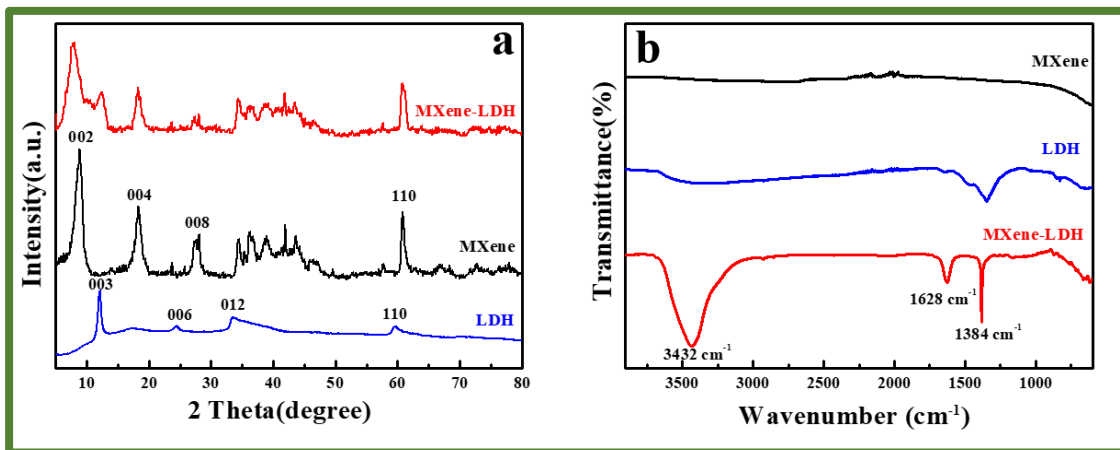 a
MXene-LDH
002
004
008
110
MXene
003
006
012
110
LDH
Intensity(a.u.)
10 20 30 40 50 60 70 80
2 Theta(degree)
b
MXene
LDH
MXene-LDH
1628 cm-1
1384 cm-1
3432 cm-1
Transmittance(%)
3500 3000 2500 2000 1500 1000
Wavenumber (cm-1)